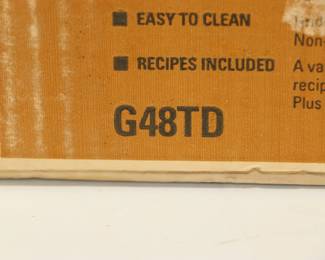 EASY TO CLEAN
Non
RECIPES INCLUDED
A va
recip
Plus
G48TD